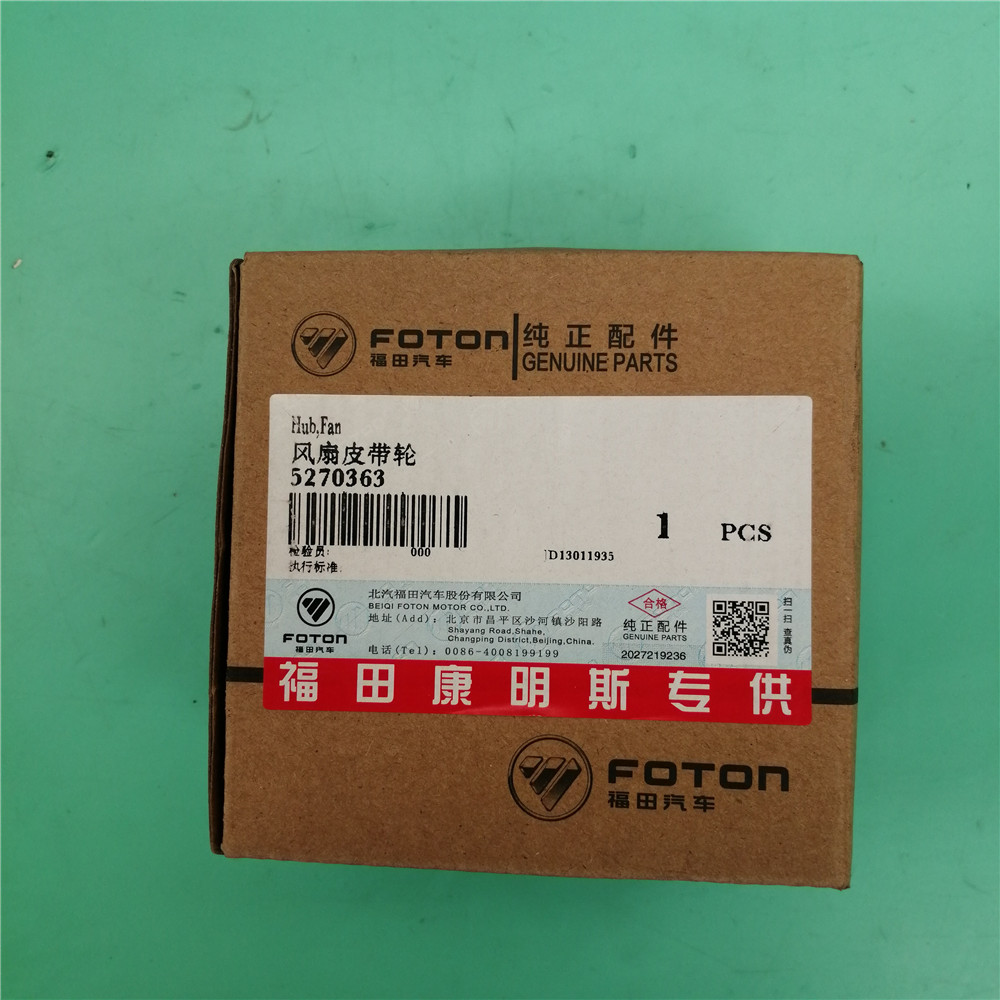 FOTON
福田汽车
纯正配件
GENUINE PARTS
Hub,Fan
风扇皮带轮
5270363
1 PCS
检验员: 000 ID13011935
执行标准:
北汽福田汽车股份有限公司
BEIQI FOTON MOTOR CO.,LTD.
地址(Add): 北京市昌平区沙河镇沙阳路
Shayang Road,Shahe,
Changping District,Beijing,China.
电话(Tel): 0086-4008199199
FOTON
福田汽车
合格
纯正配件
GENUINE PARTS
2027219236
扫一扫 查真伪
福田康明斯专供
FOTON
福田汽车